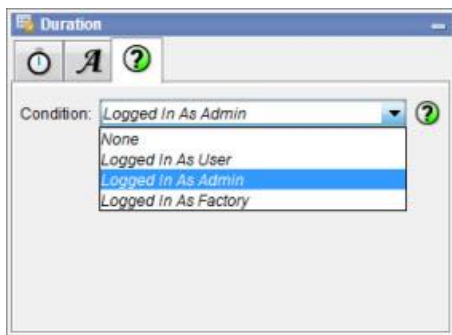 Duration
A
?
Condition: Logged In As Admin ?
None
Logged In As User
Logged In As Admin
Logged In As Factory